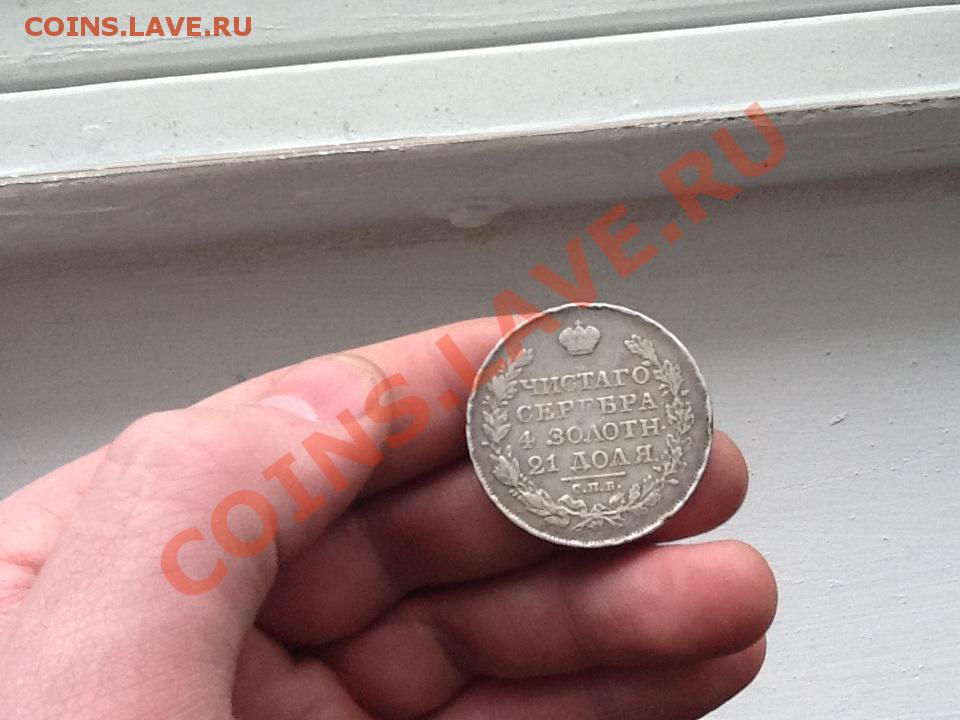 COINS.LAVE.RU
COINS.LAVE.RU
ЧИСТАГО
СЕРЕБРА
4 ЗОЛОТН.
21 ДОЛЯ.
С.П.Б.